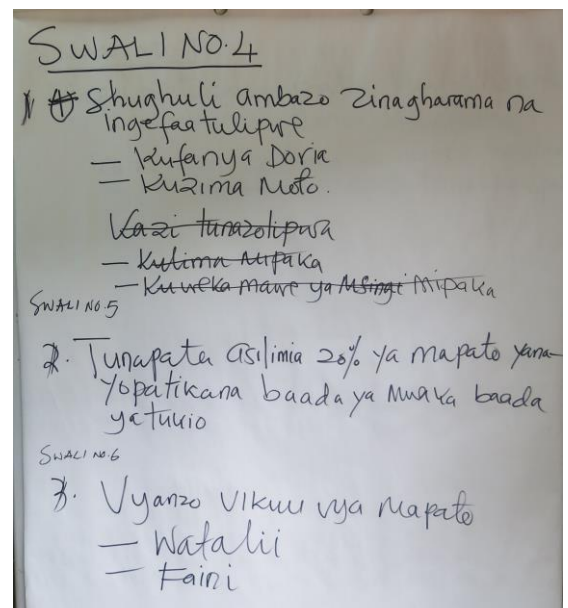 SWALI NO.4
Shughuli ambazo zinagharama na
ingefaa tulipwe
— Kufanya Doria
— Kuzima Moto.
Kazi tunazolipwa
— Kulima Mipaka
— Kuweka mawe ya Msingi Mipaka
SWALI NO.5
2. Tunapata asilimia 20% ya mapato yana-
yopatikana baada ya Mwaka baada
ya tukio
SWALI NO.6
3. Vyanzo vikuu vya mapato
— Watalii
— Faini